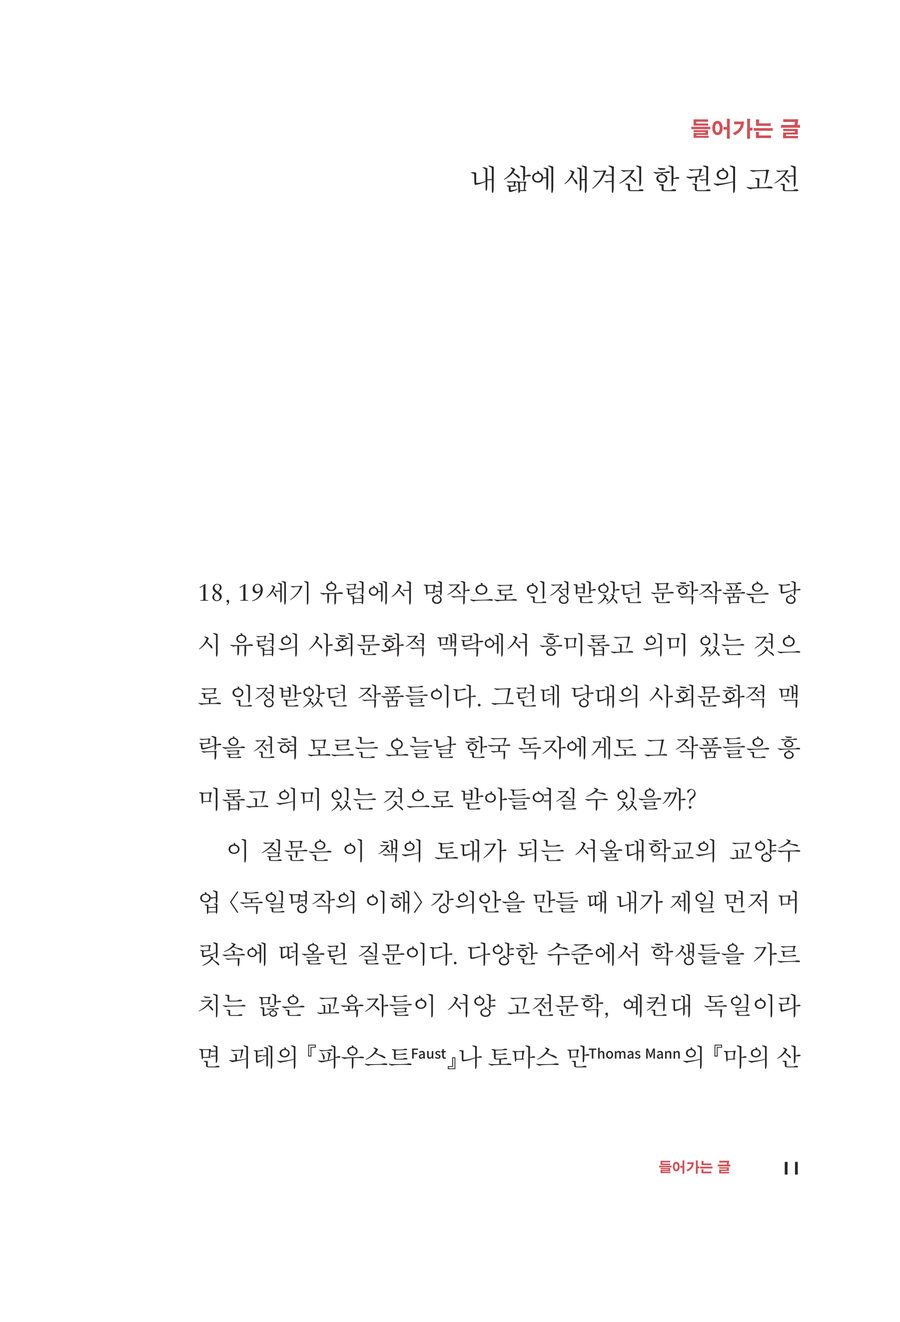 들어가는 글
내 삶에 새겨진 한 권의 고전
18, 19세기 유럽에서 명작으로 인정받았던 문학작품은 당
시 유럽의 사회문화적 맥락에서 흥미롭고 의미 있는 것으
로 인정받았던 작품들이다. 그런데 당대의 사회문화적 맥
락을 전혀 모르는 오늘날 한국 독자에게도 그 작품들은 흥
미롭고 의미 있는 것으로 받아들여질 수 있을까?
이 질문은 이 책의 토대가 되는 서울대학교의 교양수
업 〈독일명작의 이해〉 강의안을 만들 때 내가 제일 먼저 머
릿속에 떠올린 질문이다. 다양한 수준에서 학생들을 가르
치는 많은 교육자들이 서양 고전문학, 예컨대 독일이라
면 괴테의 『파우스트Faust』나 토마스 만Thomas Mann의 『마의 산
들어가는 글 11